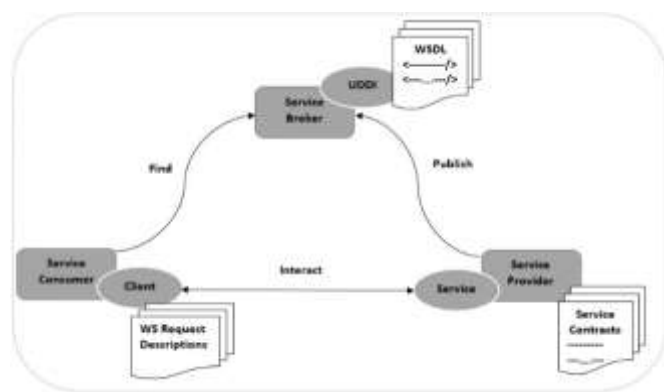 WSDL
<--------/>
<---...---/>
UDDI
Service
Broker
Find
Publish
Service
Consumer
Client
Interact
Service
Service
Provider
WS Request
Descriptions
Service
Contracts
---------
---...---